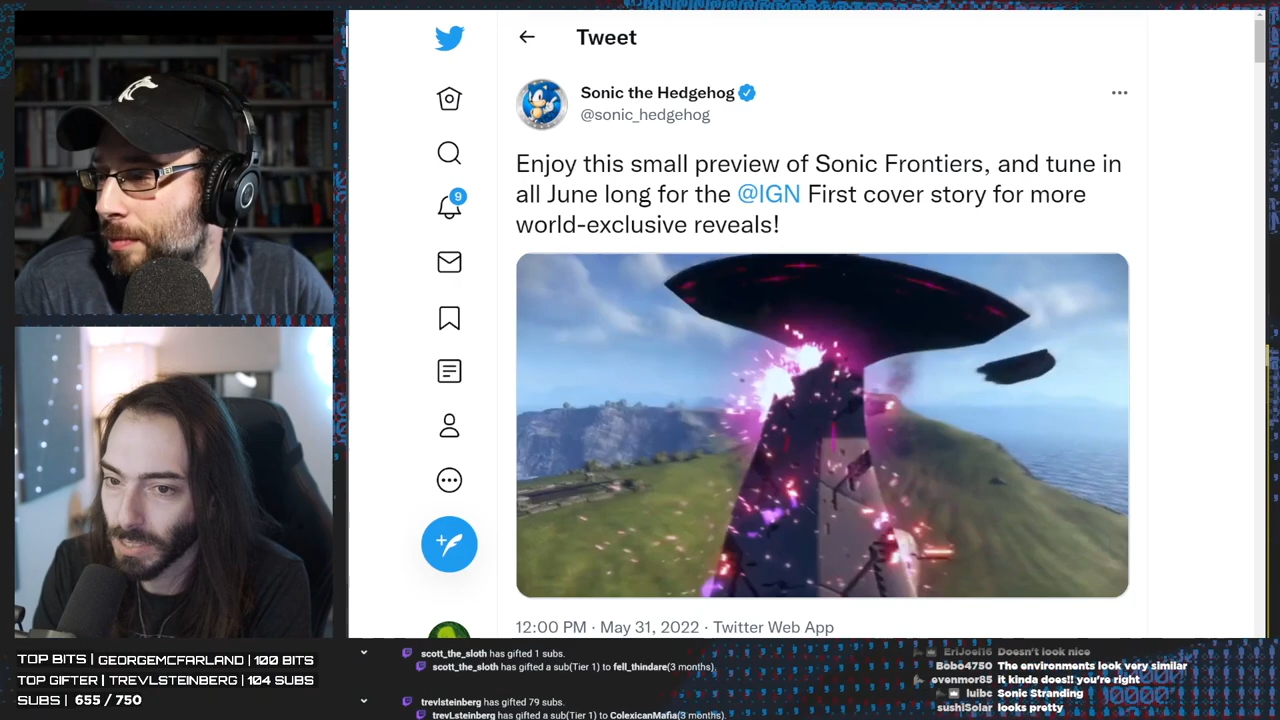 Tweet
Sonic the Hedgehog
@sonic_hedgehog
Enjoy this small preview of Sonic Frontiers, and tune in
all June long for the @IGN First cover story for more
world-exclusive reveals!
9
12:00 PM · May 31, 2022 · Twitter Web App
TOP BITS | GEORGEMCFARLAND | 100 BITS
TOP GIFTER | TREVLSTEINBERG | 104 SUBS
SUBS | 655 / 750
scott_the_sloth has gifted 1 subs.
scott_the_sloth has gifted a sub(Tier 1) to fell_thindare(3 months).
trevlsteinberg has gifted 79 subs.
trevLsteinberg has gifted a sub(Tier 1) to ColexicanMafia(3 months).
EriJoel16 Doesn't look nice
Bobo4750 The environments look very similar
evenmor85 it kinda does!! you're right
luibc Sonic Stranding
sushiSolar looks pretty